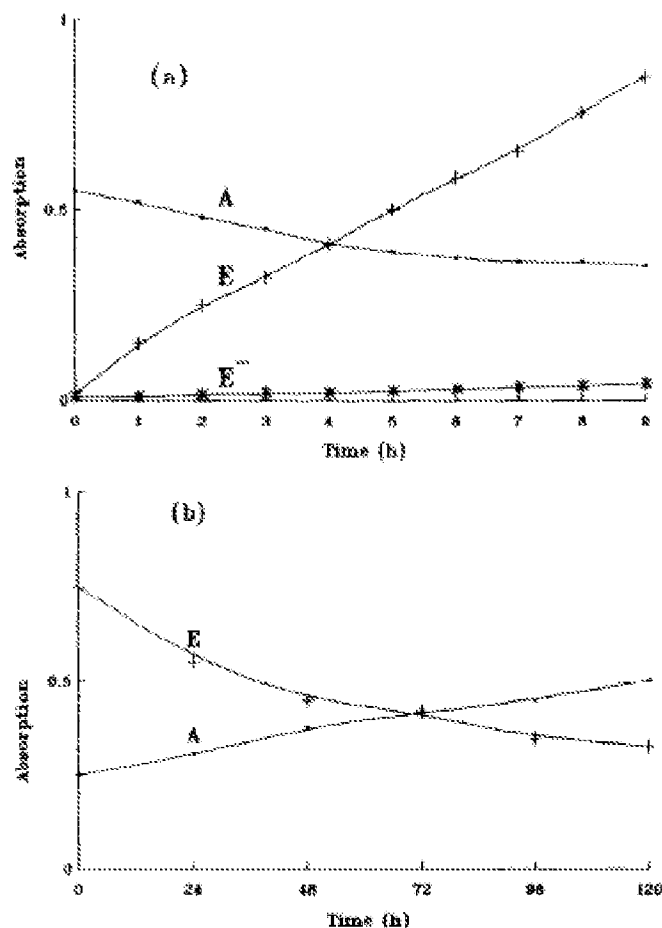 1
(a)
A
0.5
Absorption
E
E⁻
0
0 1 2 3 4 5 6 7 8 9
Time (h)
1
(b)
E
0.5
Absorption
A
0
0 24 48 72 96 120
Time (h)